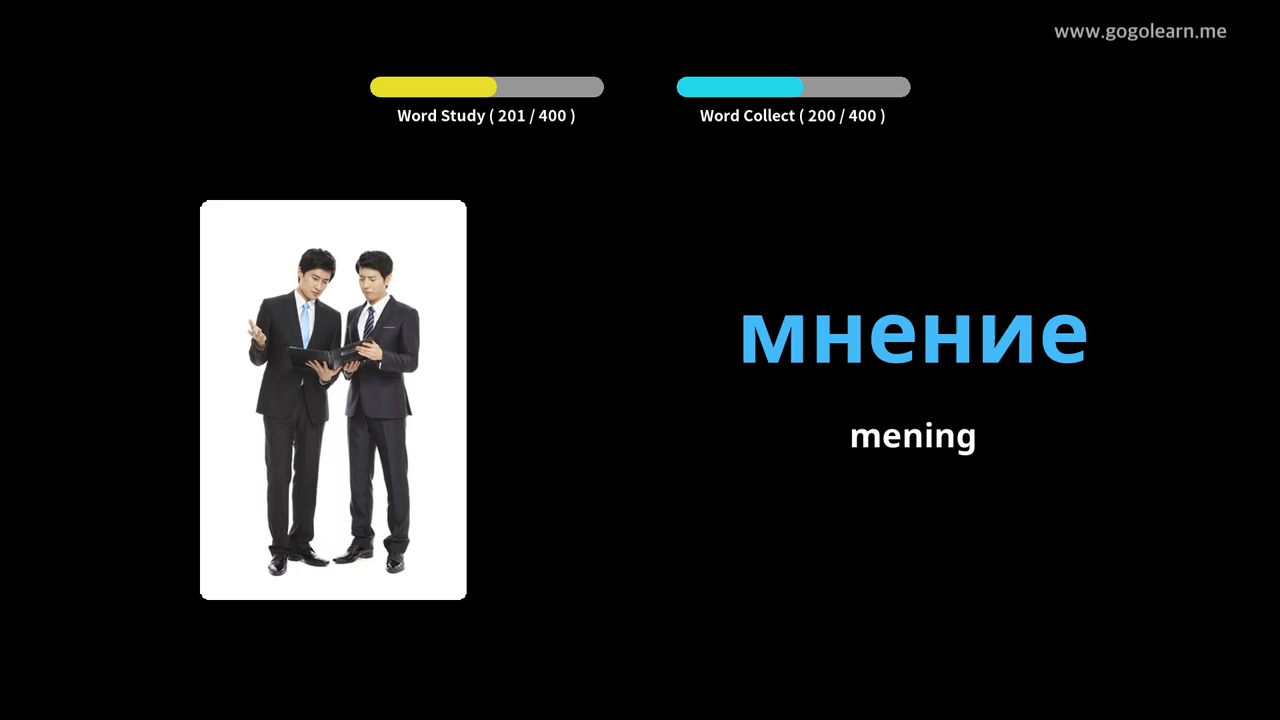 www.gogolearn.me
Word Study ( 201 / 400 )
Word Collect ( 200 / 400 )
мнение
mening